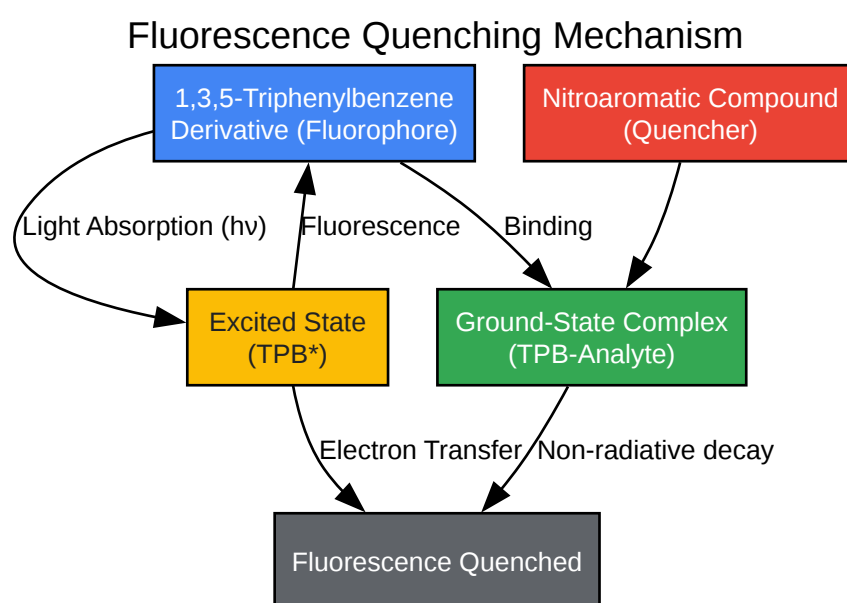 Fluorescence Quenching Mechanism
1,3,5-Triphenylbenzene
Derivative (Fluorophore)
Nitroaromatic Compound
(Quencher)
Light Absorption (hν)
Fluorescence
Binding
Excited State
(TPB*)
Ground-State Complex
(TPB-Analyte)
Electron Transfer
Non-radiative decay
Fluorescence Quenched